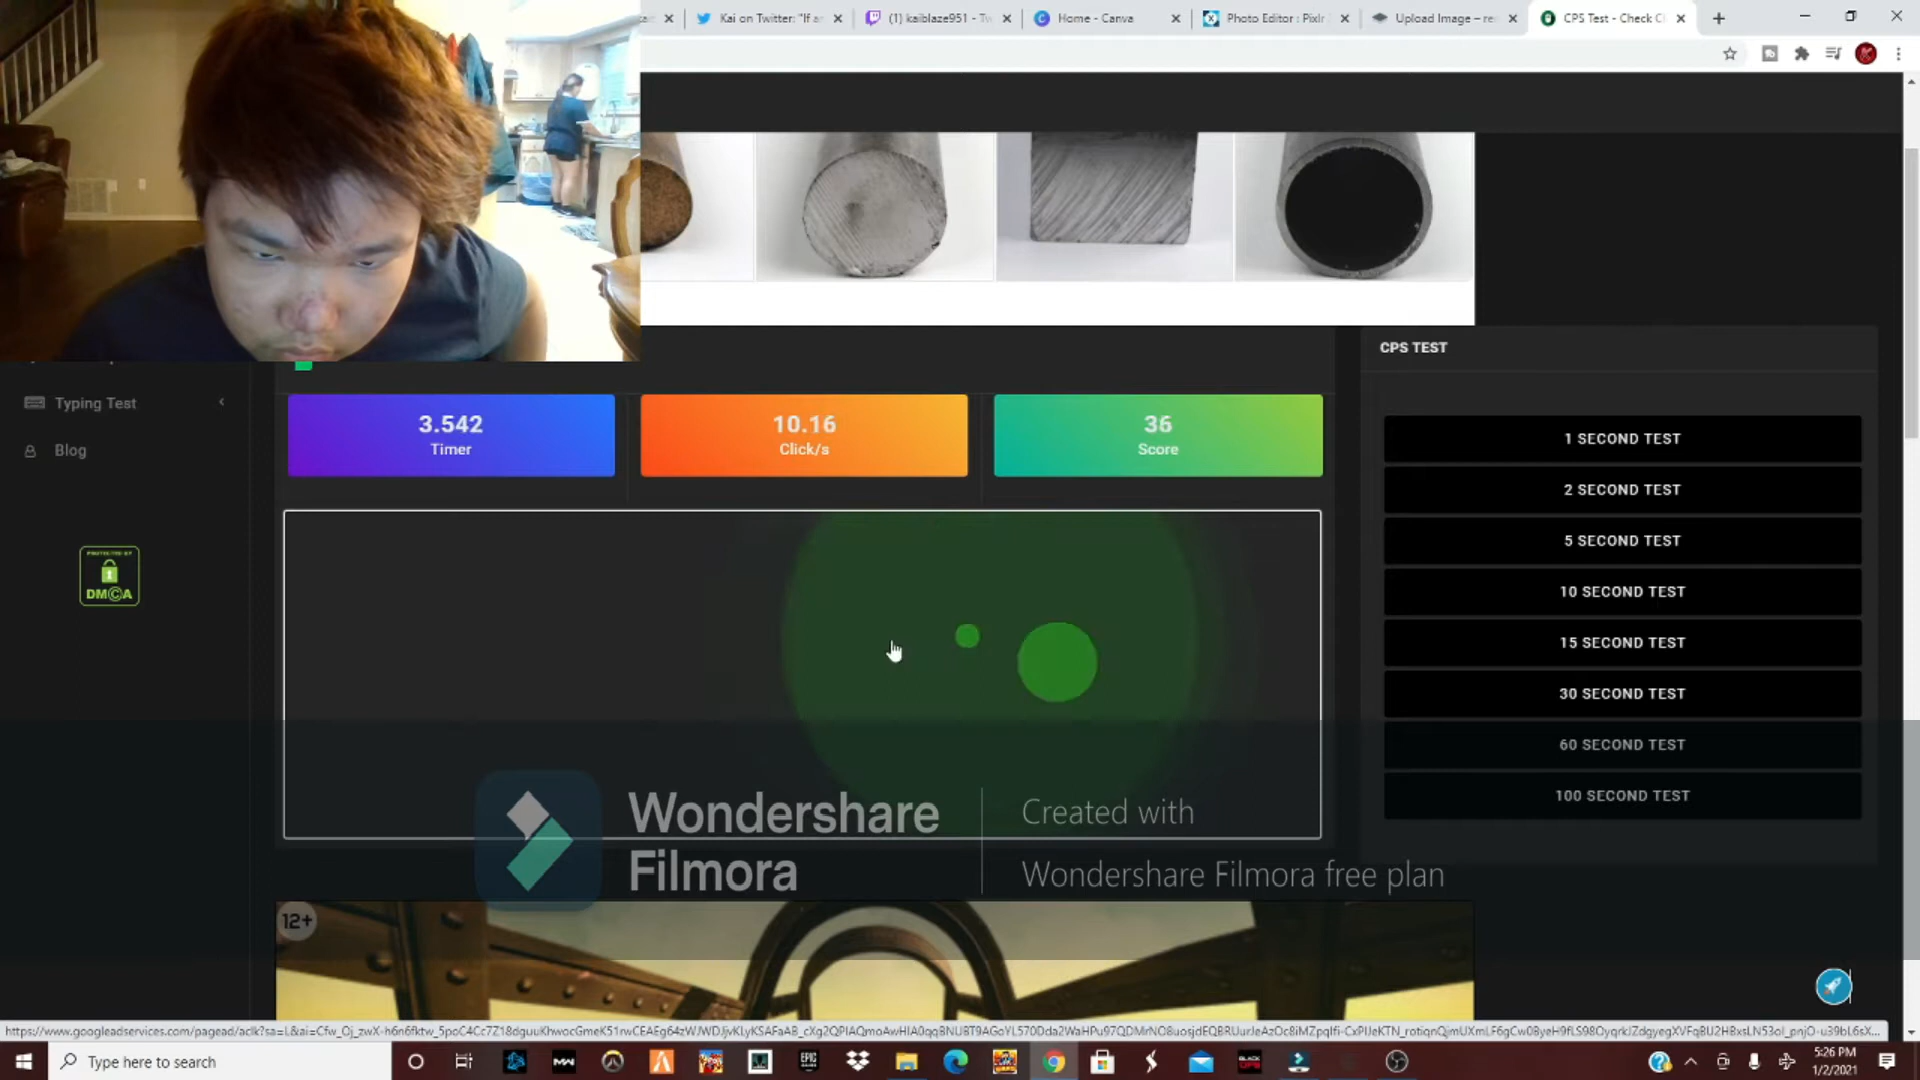 Kai on Twitter: "If a
(1) kaiblaze951 - Tw
Home - Canva
Photo Editor : Pixlr
Upload Image – re
CPS Test - Check C
CPS TEST
3.542
Timer
10.16
Click/s
36
Score
Typing Test
Blog
PROTECTED BY
DMCA
1 SECOND TEST
2 SECOND TEST
5 SECOND TEST
10 SECOND TEST
15 SECOND TEST
30 SECOND TEST
60 SECOND TEST
100 SECOND TEST
Wondershare
Filmora
Created with
Wondershare Filmora free plan
12+
Type here to search
5:26 PM
1/2/2021